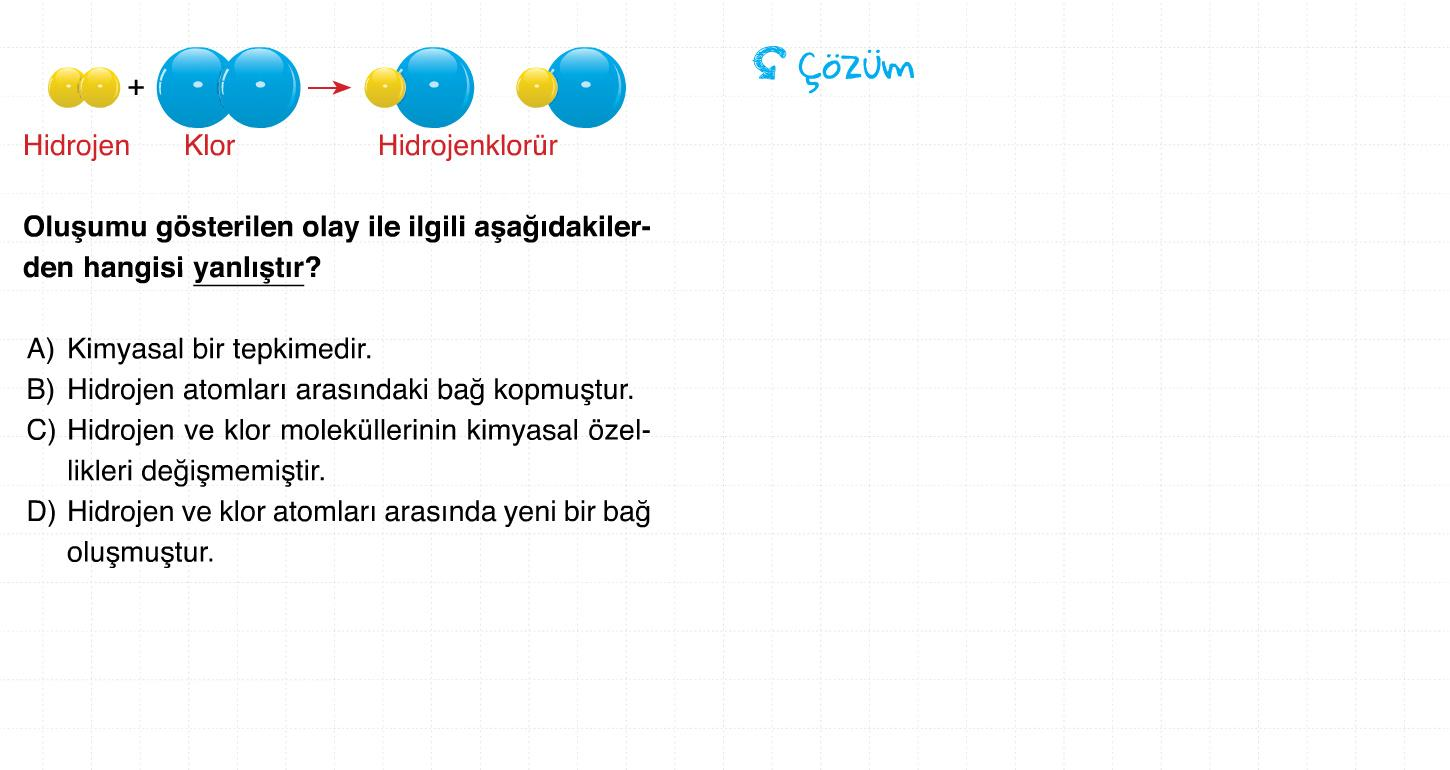 +
Hidrojen Klor Hidrojenklorür
Oluşumu gösterilen olay ile ilgili aşağıdakiler-
den hangisi yanlıştır?
A) Kimyasal bir tepkimedir.
B) Hidrojen atomları arasındaki bağ kopmuştur.
C) Hidrojen ve klor moleküllerinin kimyasal özel-
likleri değişmemiştir.
D) Hidrojen ve klor atomları arasında yeni bir bağ
oluşmuştur.
Çözüm